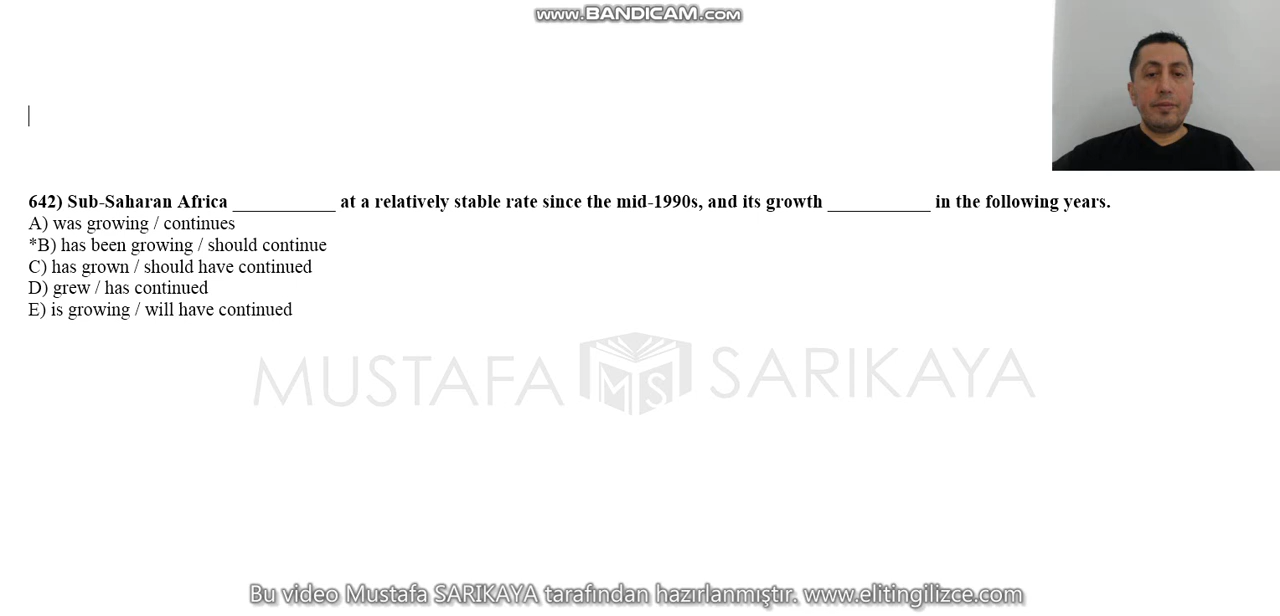 www.BANDICAM.com
642) Sub-Saharan Africa ___________ at a relatively stable rate since the mid-1990s, and its growth ___________ in the following years.
A) was growing / continues
*B) has been growing / should continue
C) has grown / should have continued
D) grew / has continued
E) is growing / will have continued
MUSTAFA MS SARIKAYA
Bu video Mustafa SARIKAYA tarafından hazırlanmıştır. www.elitingilizce.com